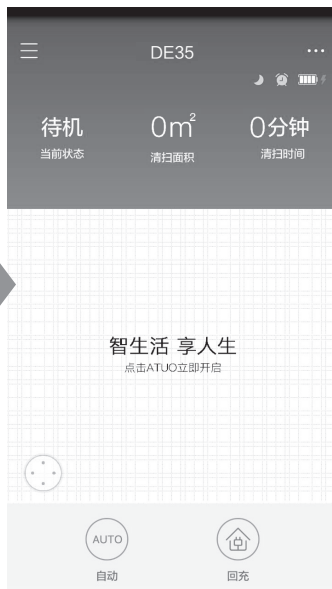 DE35
待机 0m² 0分钟
当前状态 清扫面积 清扫时间
智生活 享人生
点击ATUO立即开启
AUTO
自动 回充